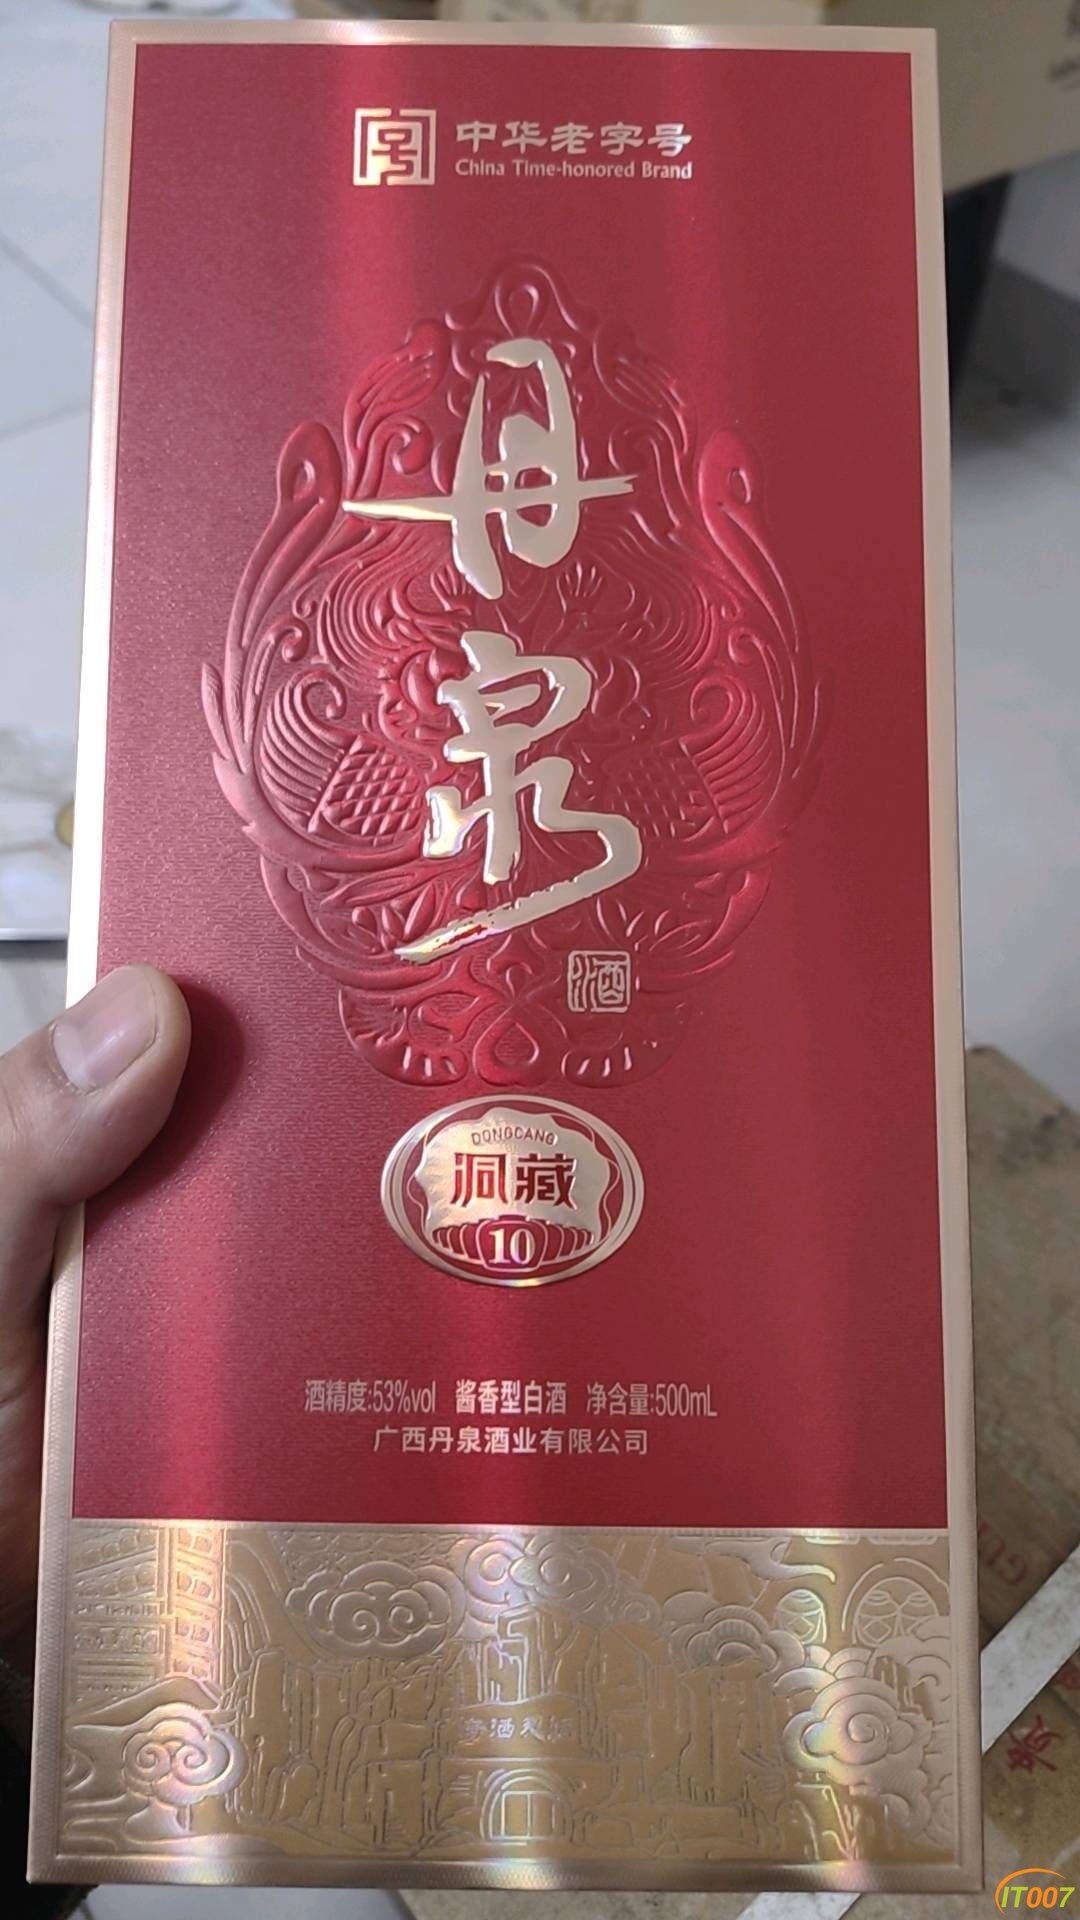 中华老字号
China Time-honored Brand
丹
泉
酒
DONGCANG
洞藏
10
酒精度:53%vol 酱香型白酒 净含量:500mL
广西丹泉酒业有限公司
IT007